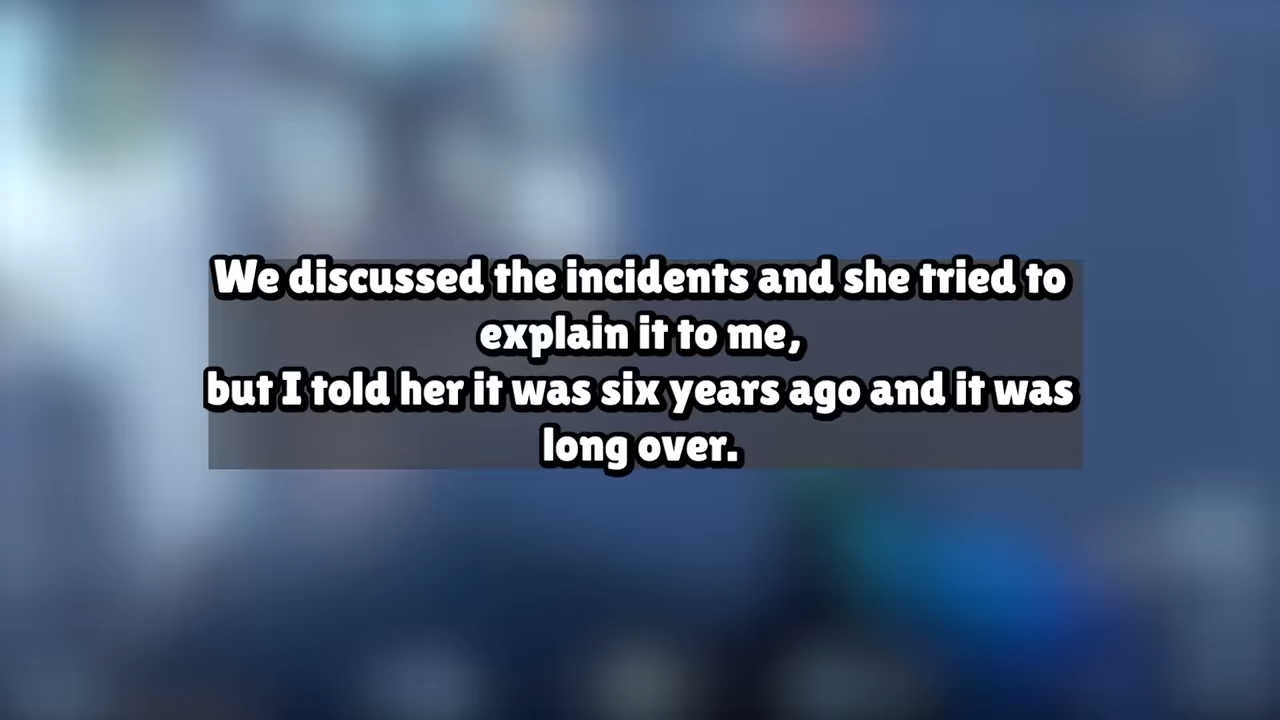 We discussed the incidents and she tried to
explain it to me,
but I told her it was six years ago and it was
long over.